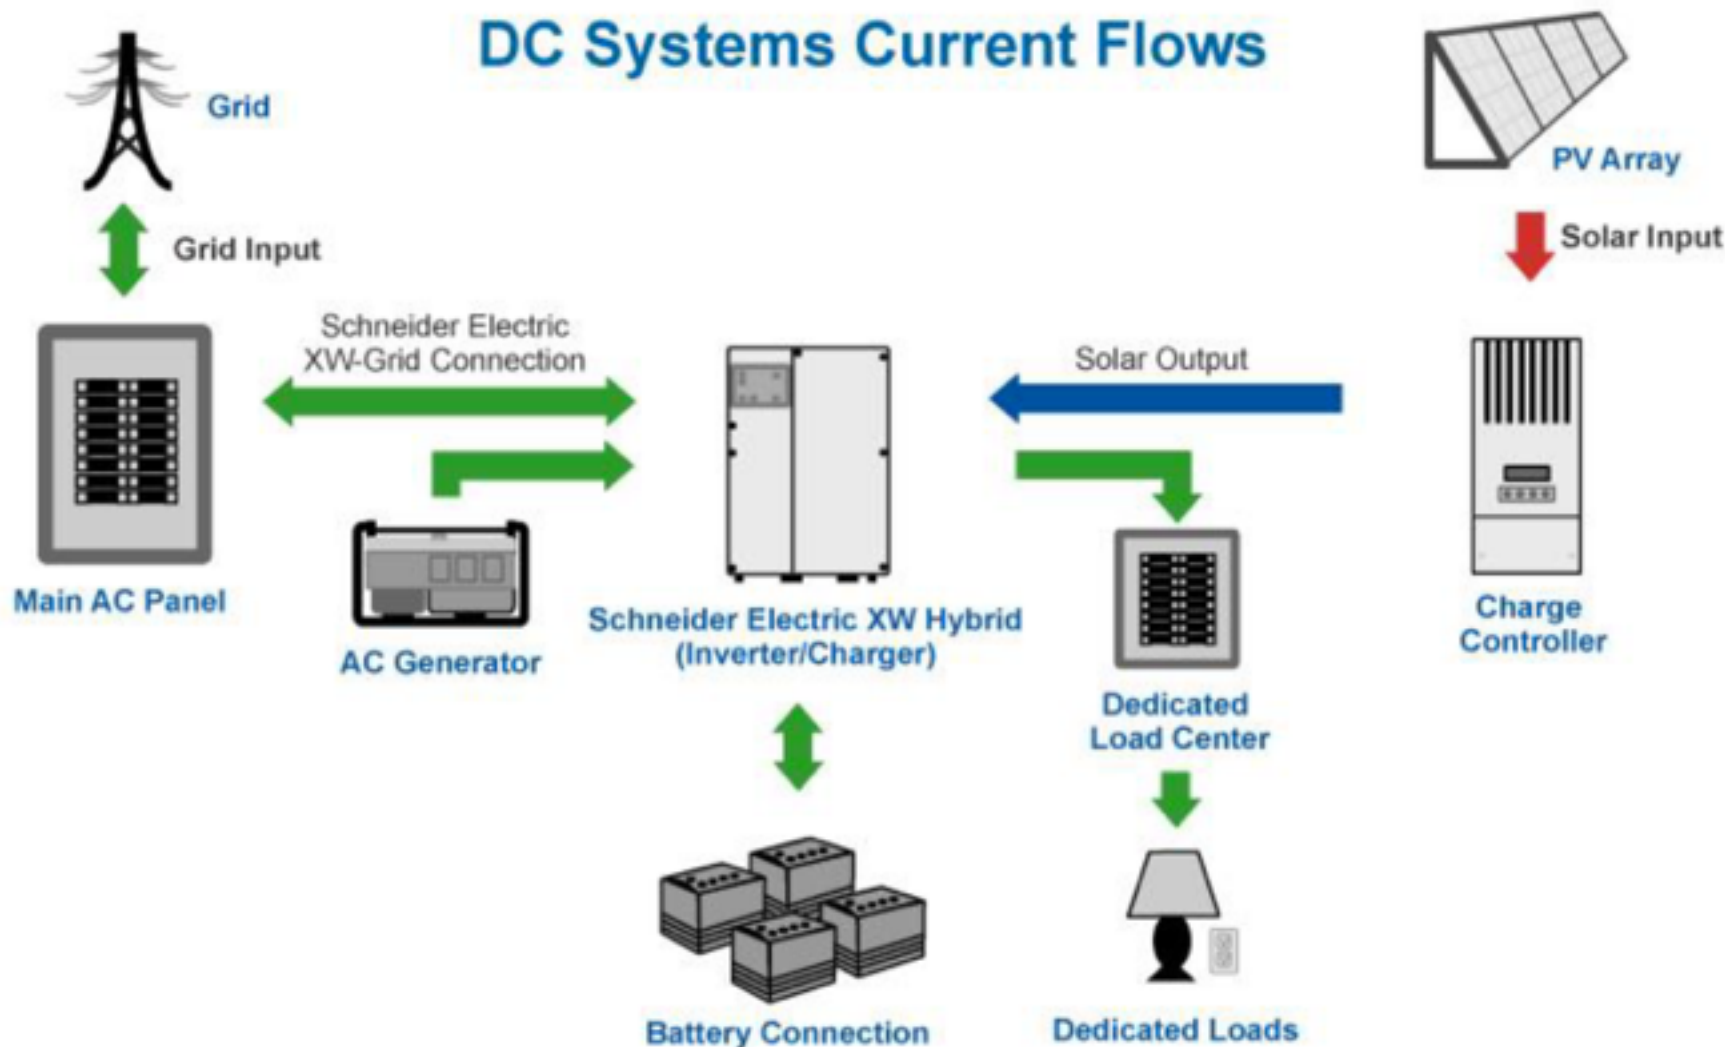 DC Systems Current Flows
Grid
PV Array
Grid Input
Solar Input
Schneider Electric
XW-Grid Connection
Solar Output
Main AC Panel
AC Generator
Schneider Electric XW Hybrid
(Inverter/Charger)
Charge
Controller
Dedicated
Load Center
Battery Connection
Dedicated Loads